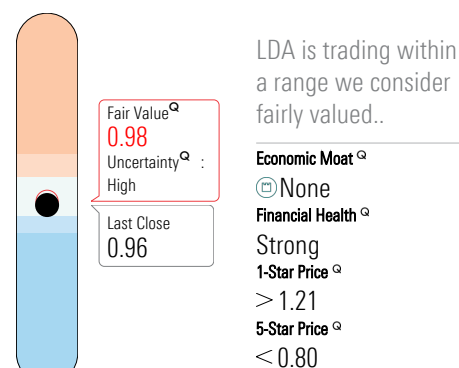 LDA is trading within
a range we consider
fairly valued..
Fair Value Q
0.98
Uncertainty Q :
High
Last Close
0.96
Economic Moat Q
None
Financial Health Q
Strong
1-Star Price Q
>1.21
5-Star Price Q
<0.80